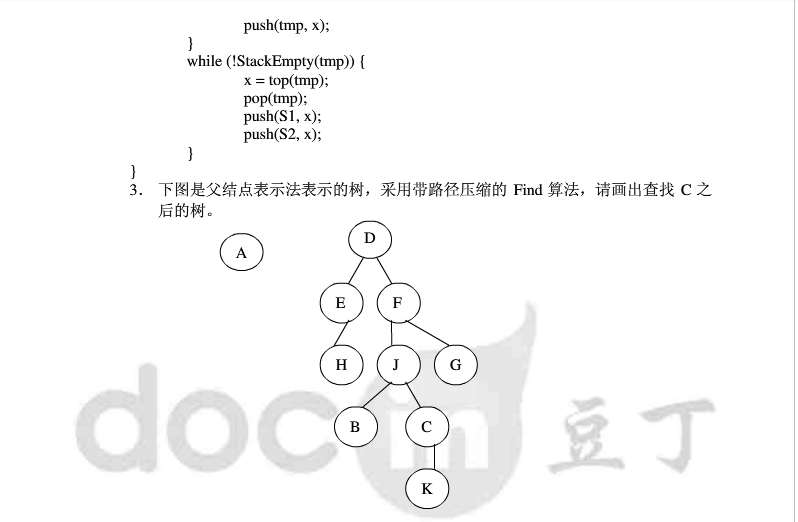 push(tmp, x);
}
while (!StackEmpty(tmp)) {
x = top(tmp);
pop(tmp);
push(S1, x);
push(S2, x);
}
}
3. 下图是父结点表示法表示的树，采用带路径压缩的 Find 算法，请画出查找 C 之
后的树。
A
D
E
F
H
J
G
B
C
K
docin 豆丁